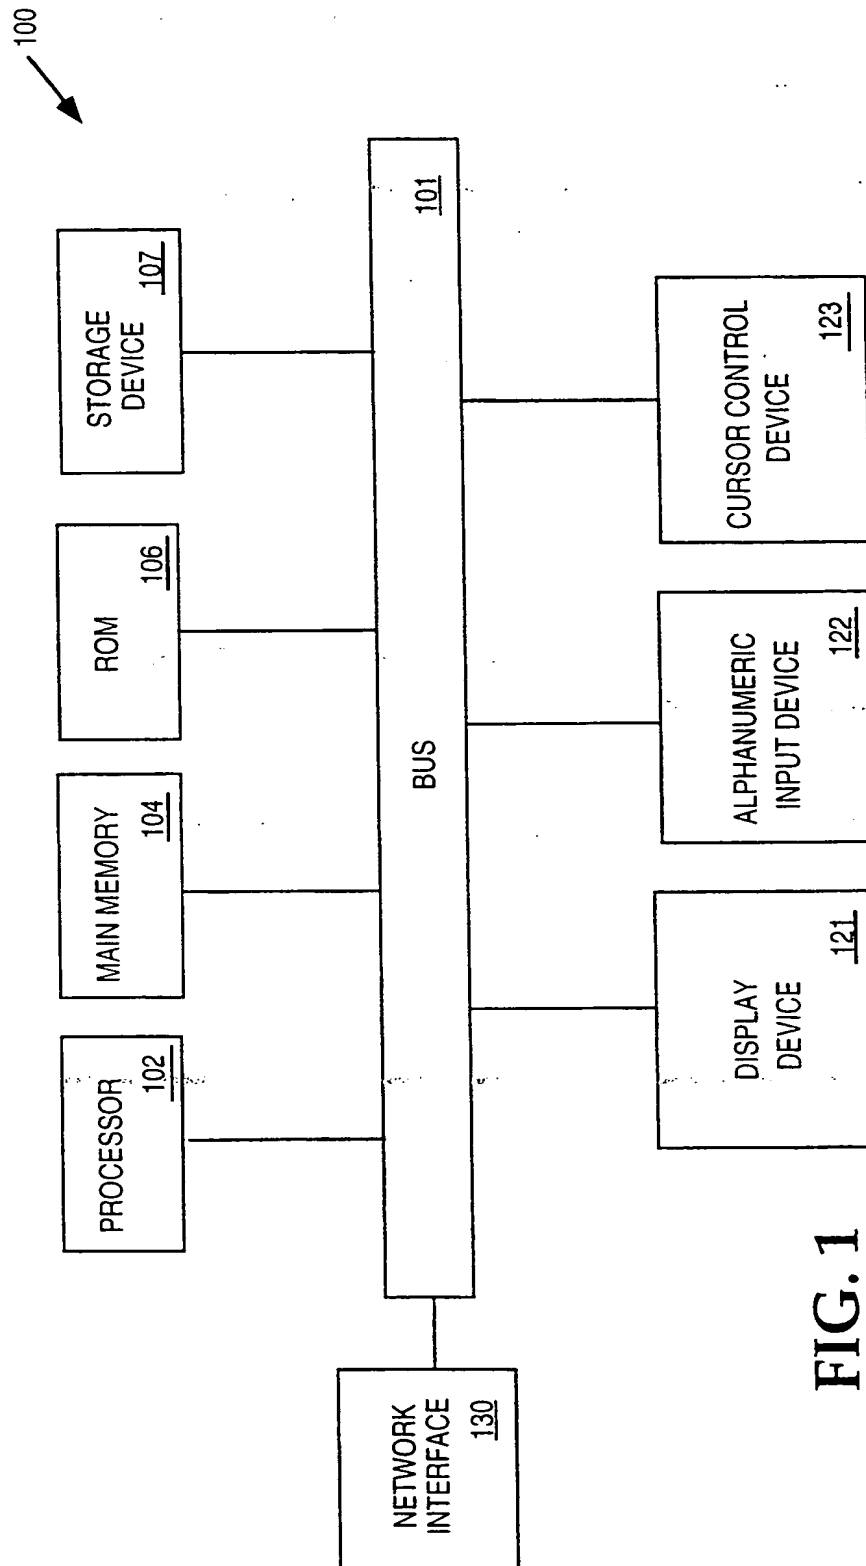 100
PROCESSOR
102
MAIN MEMORY
104
ROM
106
STORAGE
DEVICE
107
BUS
101
NETWORK
INTERFACE
130
DISPLAY
DEVICE
121
ALPHANUMERIC
INPUT DEVICE
122
CURSOR CONTROL
DEVICE
123
FIG. 1